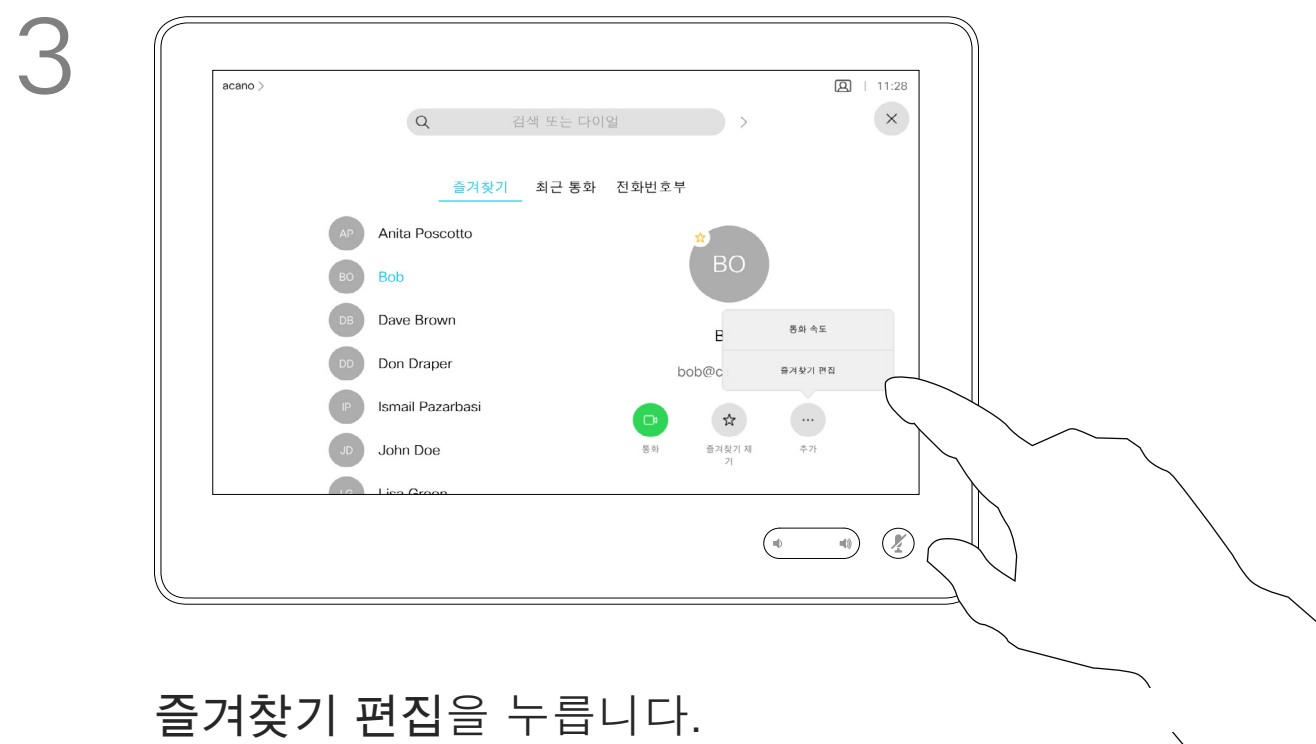 3
acano >
11:28
검색 또는 다이얼 >
즐겨찾기 최근 통화 전화번호부
AP Anita Poscotto
BO Bob
DB Dave Brown
DD Don Draper
IP Ismail Pazarbasi
JD John Doe
LG Lisa Green
BO
B
bob@c
통화 속도
즐겨찾기 편집
통화
즐겨찾기 제
기
추가
즐겨찾기 편집을 누릅니다.